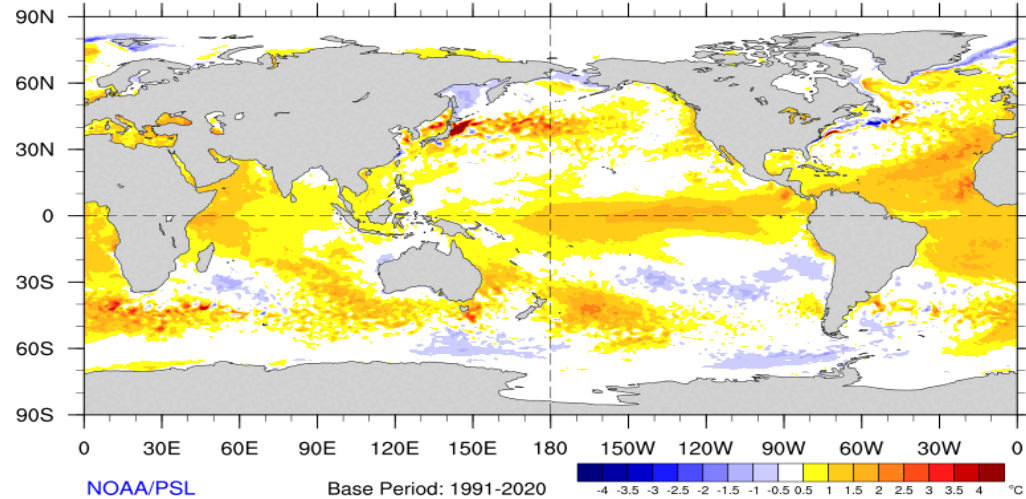 90N
60N
30N
0
30S
60S
90S
0 30E 60E 90E 120E 150E 180 150W 120W 90W 60W 30W 0
NOAA/PSL Base Period: 1991-2020
-4 -3.5 -3 -2.5 -2 -1.5 -1 -0.5 0.5 1 1.5 2 2.5 3 3.5 4 °C